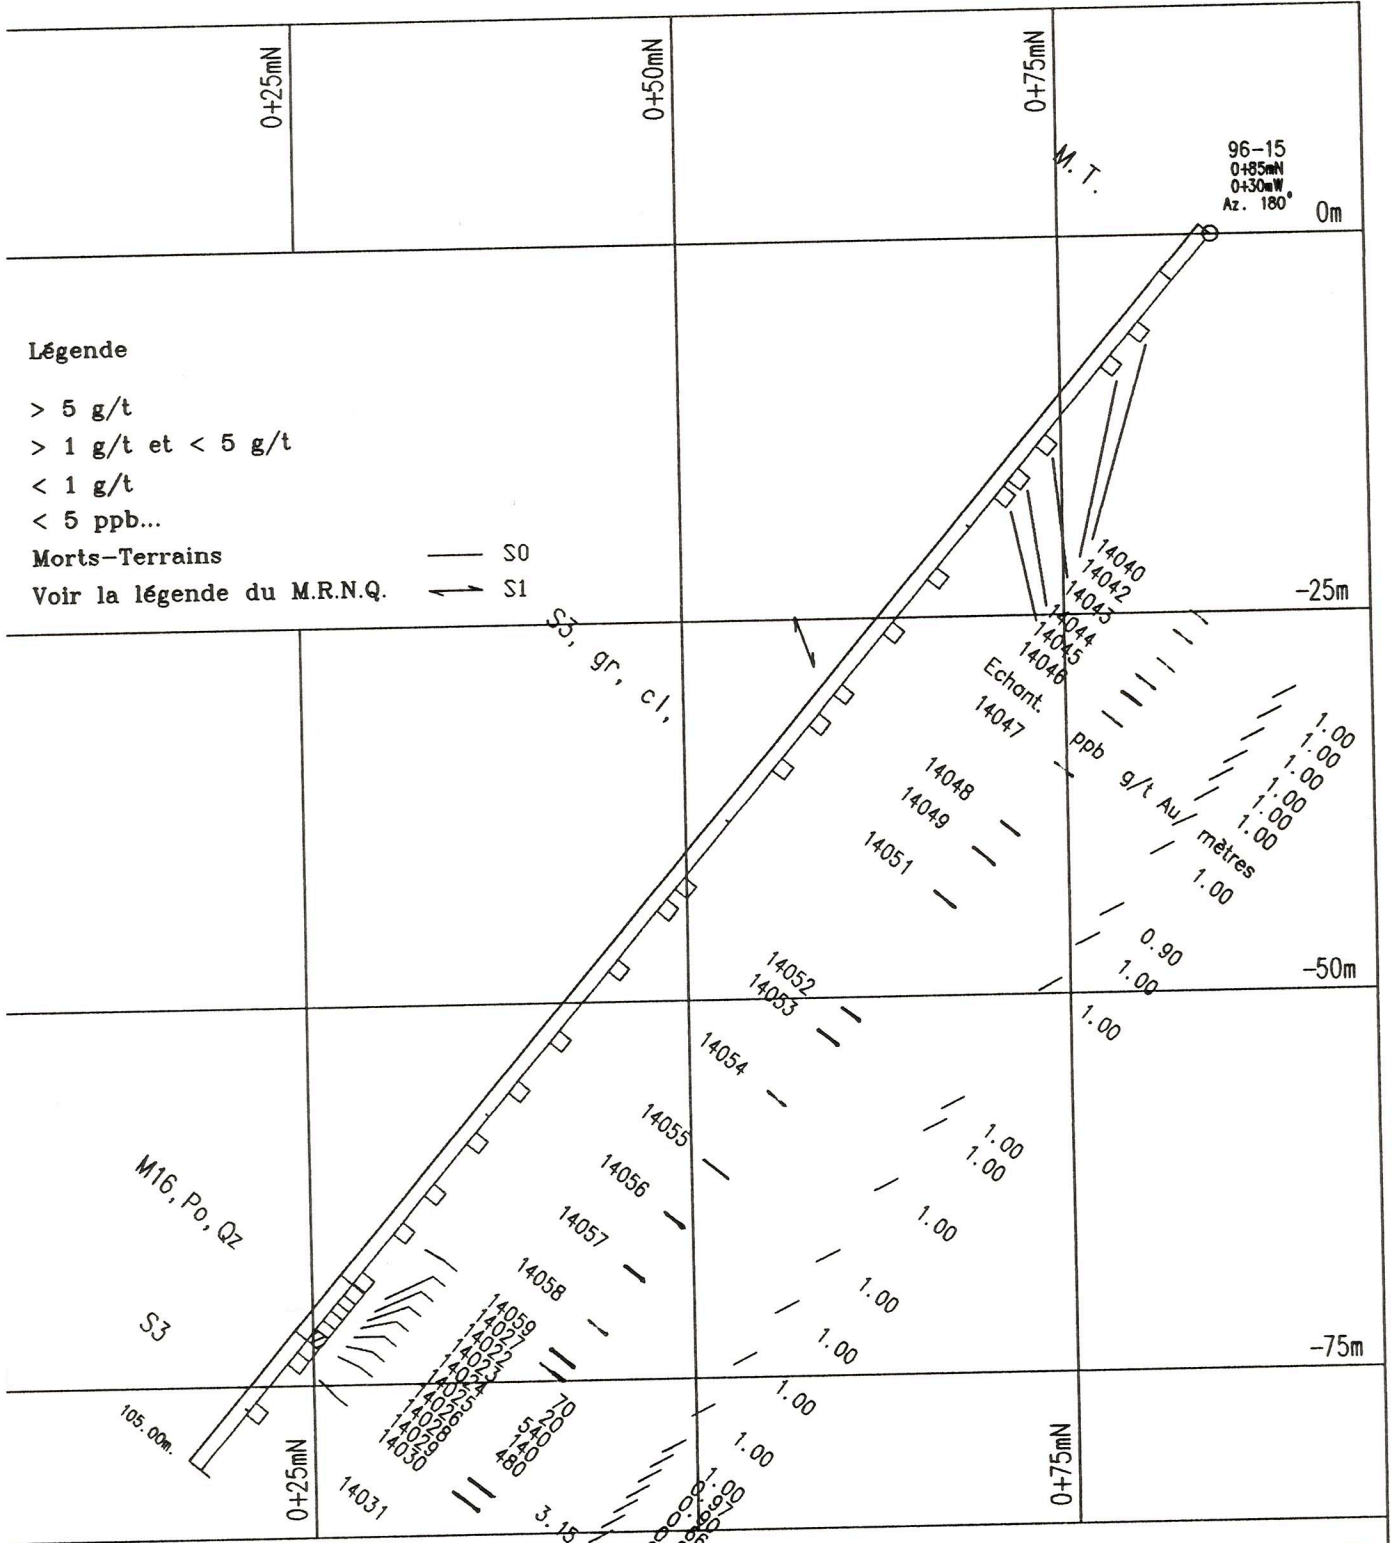 0+25mN
0+50mN
0+75mN
M.T.
96-15
0+85mN
0+30mW
Az. 180°
0m
Légende
> 5 g/t
> 1 g/t et < 5 g/t
< 1 g/t
< 5 ppb...
Morts-Terrains
S0
Voir la légende du M.R.N.Q.
S1
-25m
S3, gr, cl,
14040
14042
14043
14044
14045
14046
Echant.
ppb
g/t Au/
mètres
14047
14048
14049
14051
1.00
1.00
1.00
1.00
1.00
1.00
1.00
0.90
1.00
1.00
-50m
14052
14053
14054
14055
14056
14057
14058
14059
14027
14022
14023
14024
14025
14026
14028
14029
14030
14031
1.00
1.00
1.00
1.00
1.00
1.00
1.00
1.00
0.97
70
20
540
140
480
3.15
M16, Po, Qz
S3
-75m
105.00m.
0+25mN
0+75mN